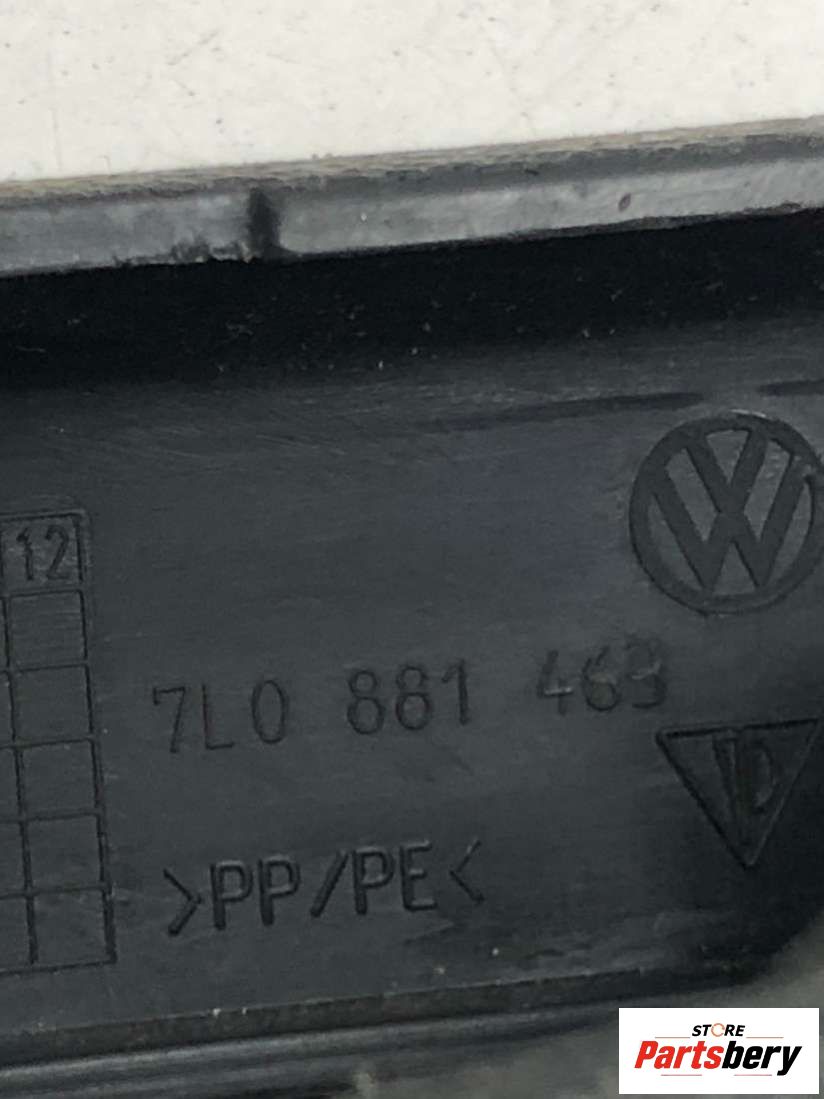 12
7L0 881 463
>PP/PE<
STORE
Partsbery